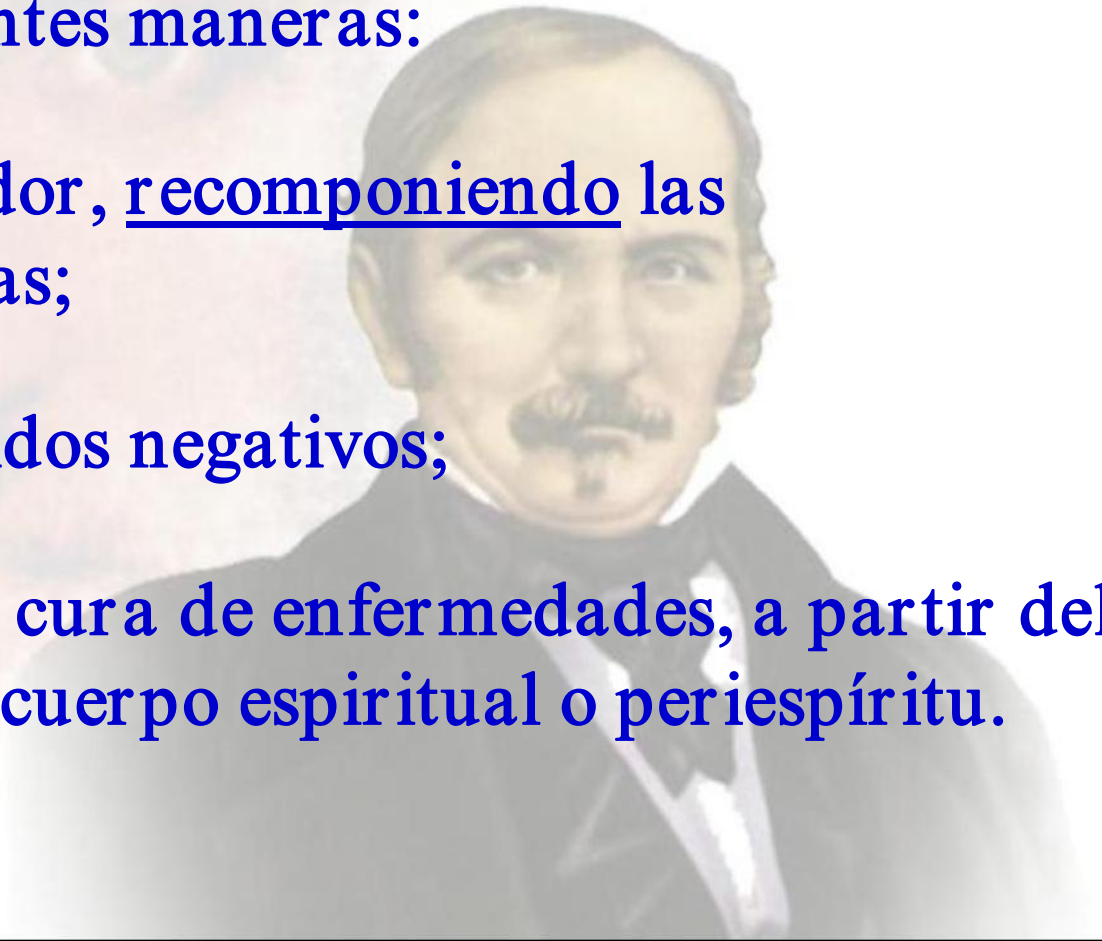 ntes maneras:
dor, recomponiendo las
as;
dos negativos;
cura de enfermedades, a partir del
cuerpo espiritual o periespíritu.